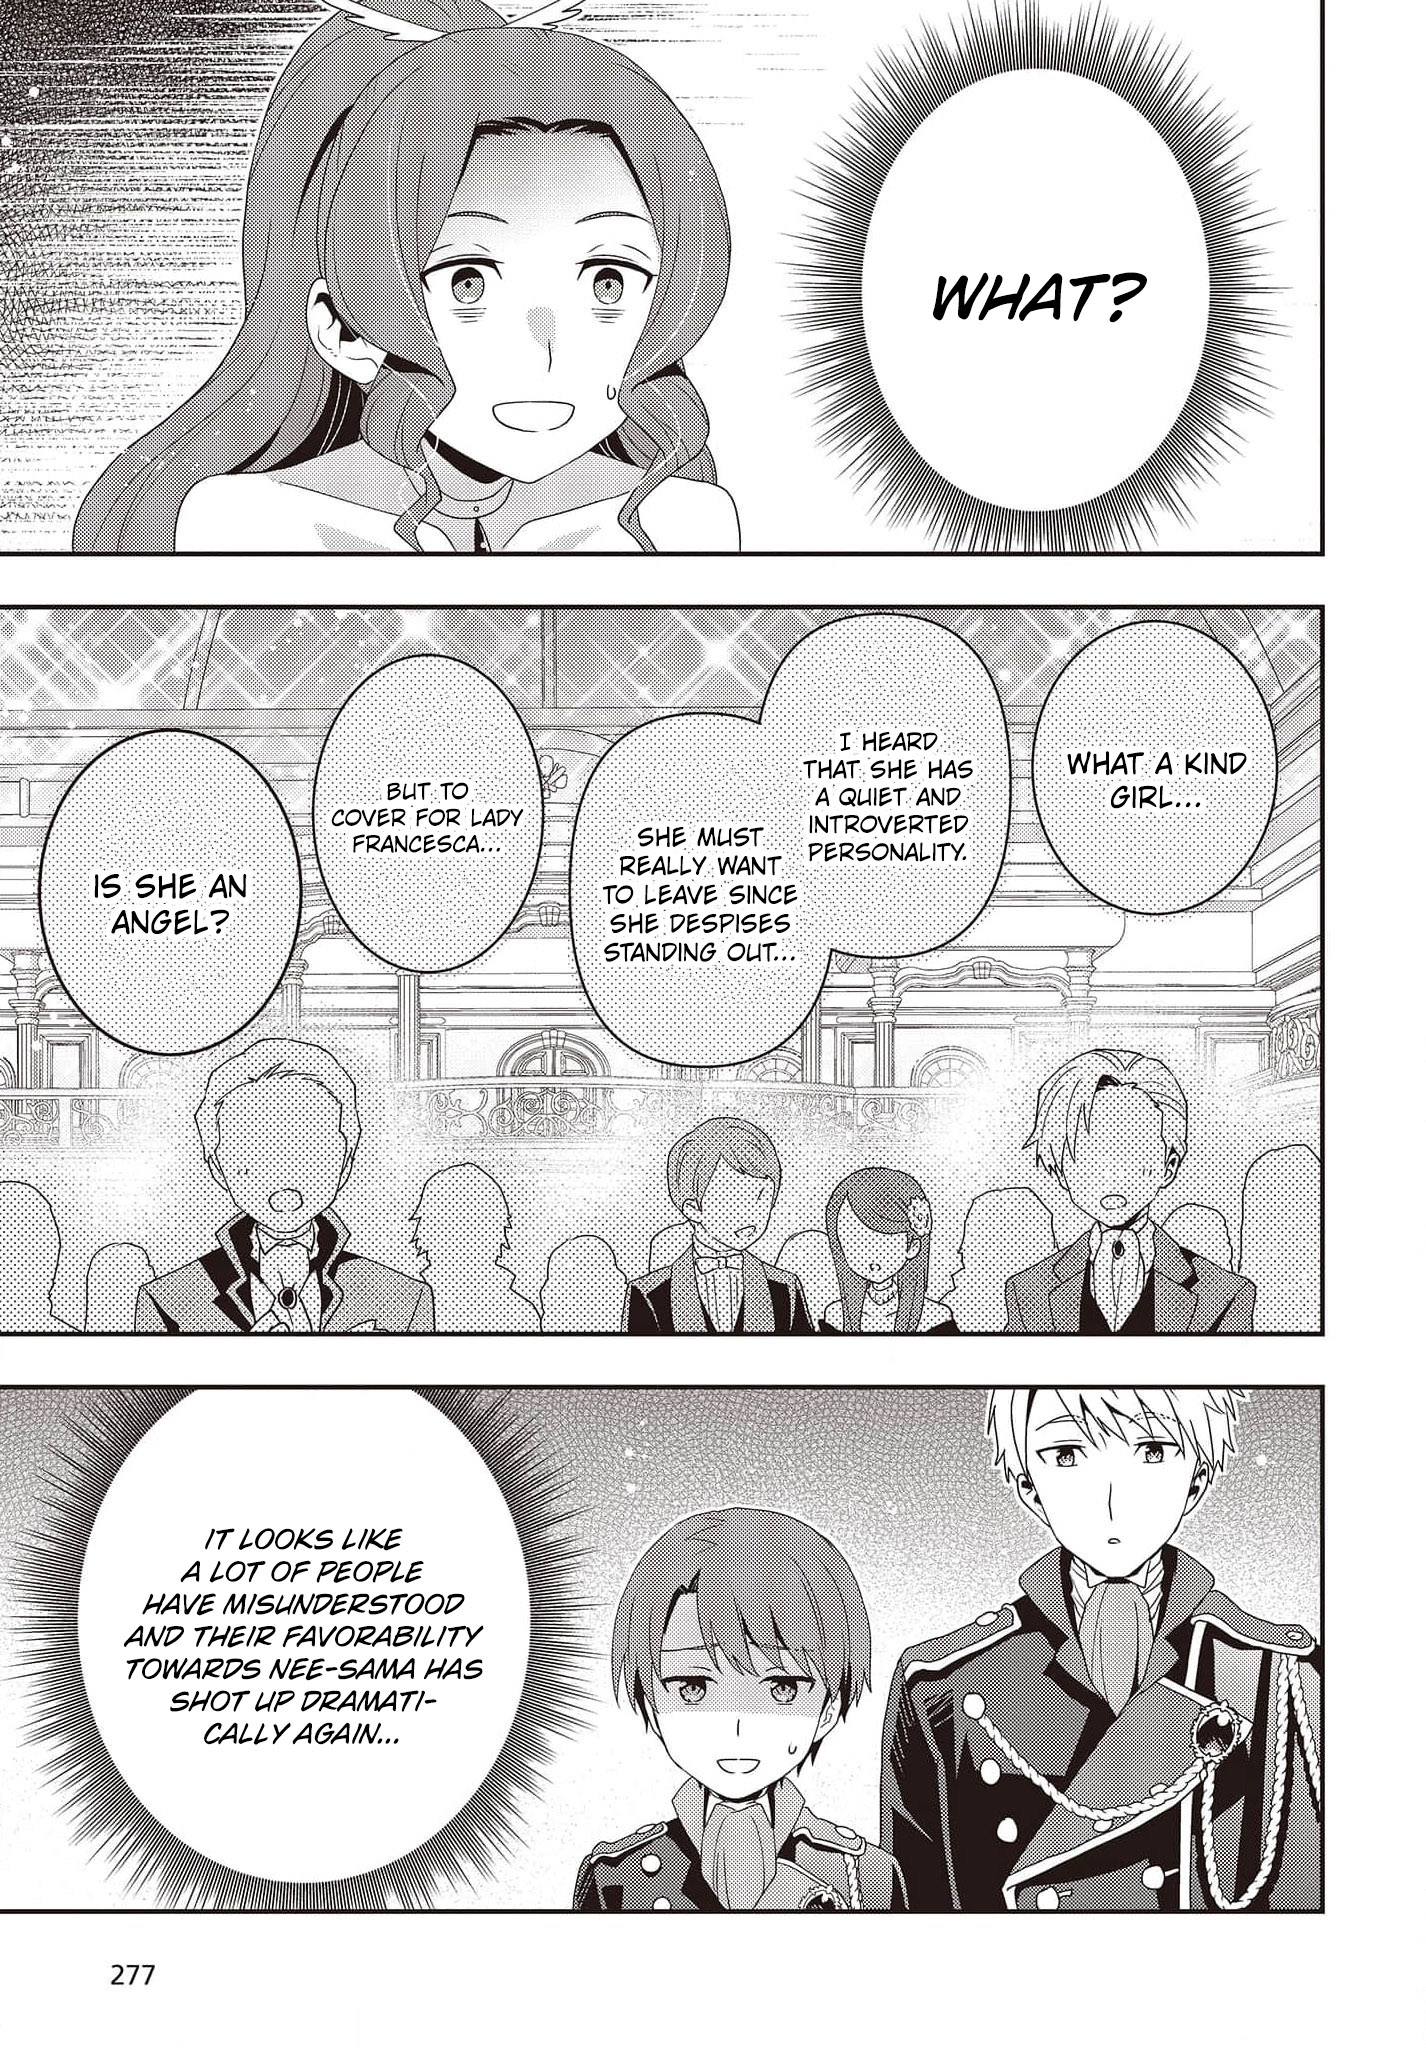 WHAT?
WHAT A KIND
GIRL...
I HEARD
THAT SHE HAS
A QUIET AND
INTROVERTED
PERSONALITY.
SHE MUST
REALLY WANT
TO LEAVE SINCE
SHE DESPISES
STANDING OUT...
BUT TO
COVER FOR LADY
FRANCESCA...
IS SHE AN
ANGEL?
IT LOOKS LIKE
A LOT OF PEOPLE
HAVE MISUNDERSTOOD
AND THEIR FAVORABILITY
TOWARDS NEE-SAMA HAS
SHOT UP DRAMATI-
CALLY AGAIN...
277